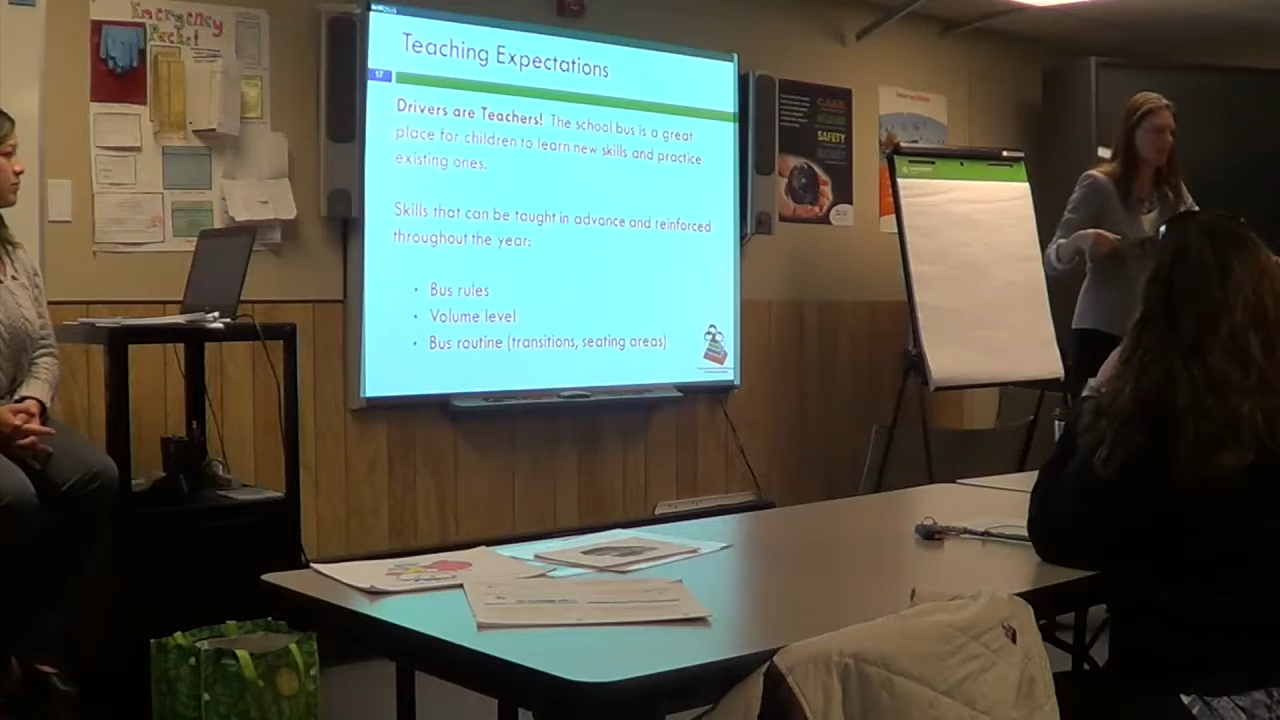 Emergency
Packet
Teaching Expectations
17
Drivers are Teachers! The school bus is a great
place for children to learn new skills and practice
existing ones.
Skills that can be taught in advance and reinforced
throughout the year:
· Bus rules
· Volume level
· Bus routine (transitions, seating areas)
CARE
SAFETY